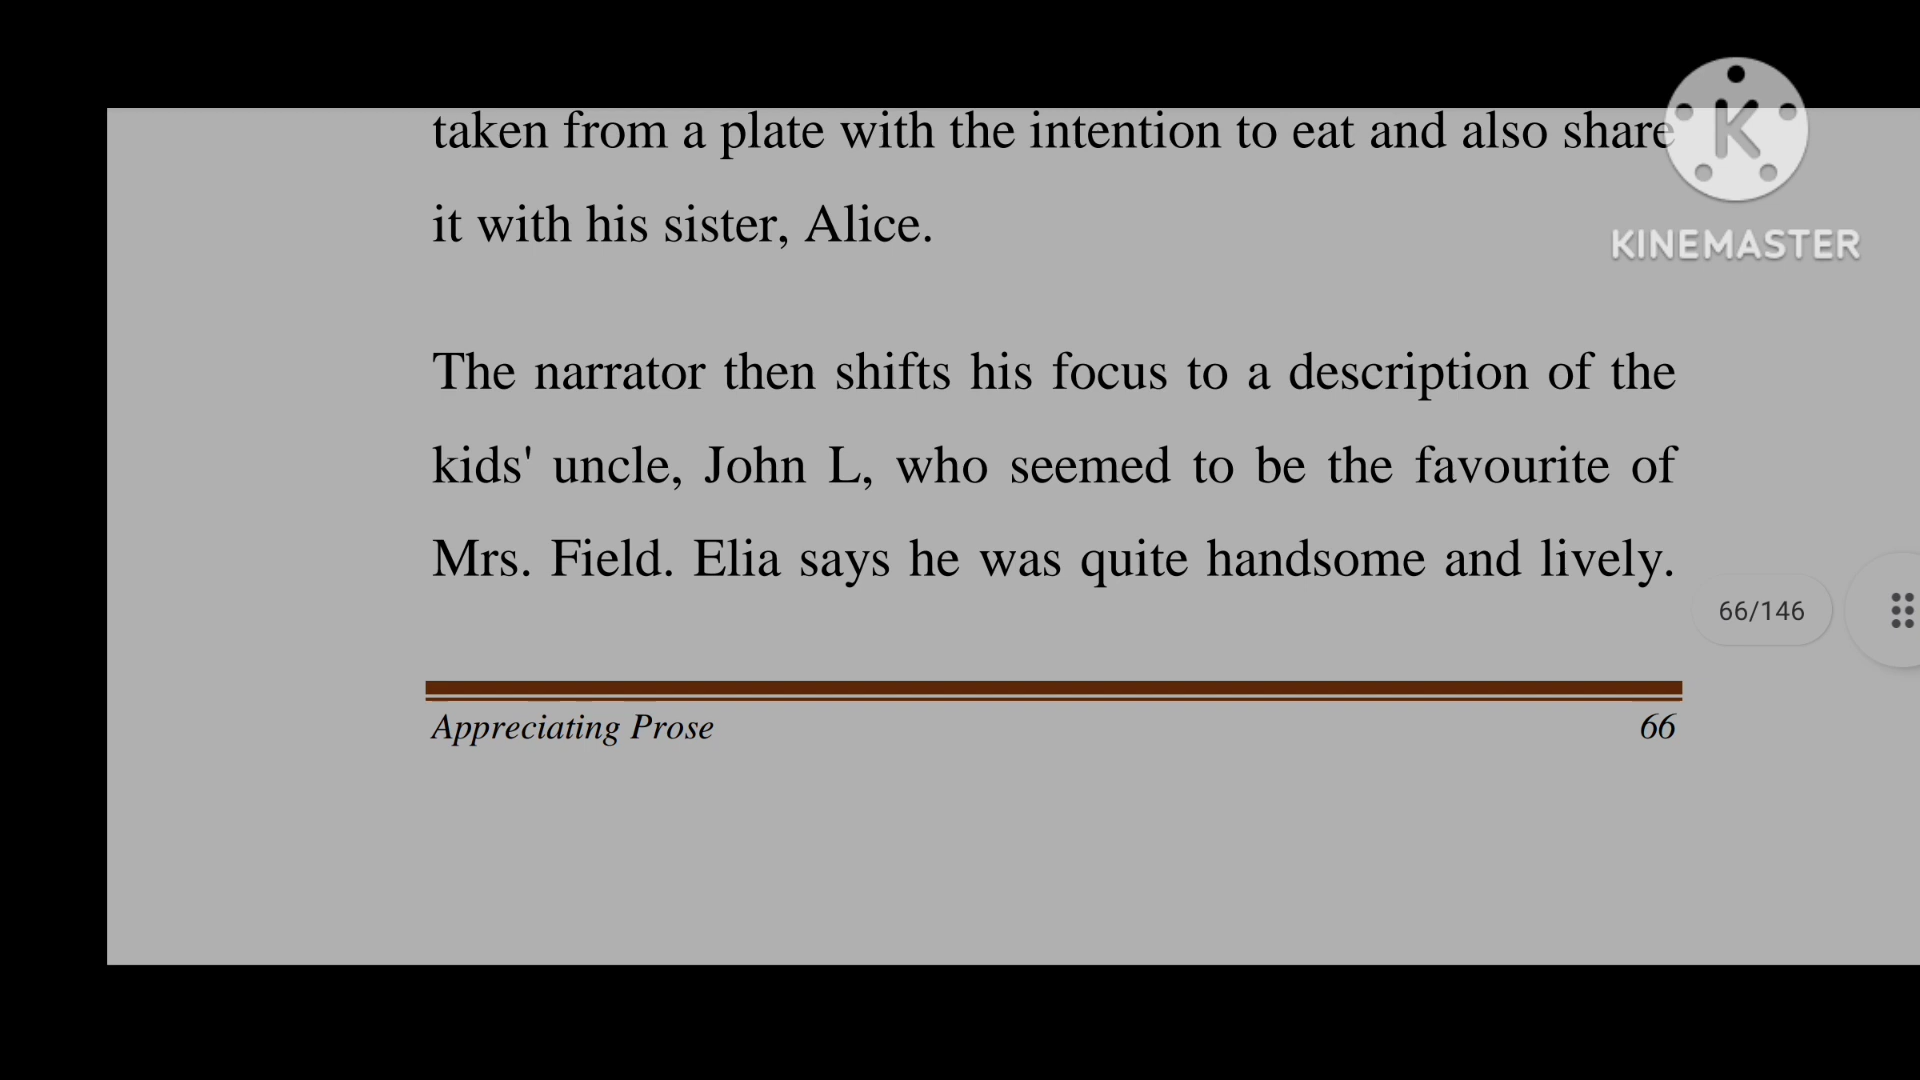 taken from a plate with the intention to eat and also share
it with his sister, Alice.
KINEMASTER
The narrator then shifts his focus to a description of the
kids' uncle, John L, who seemed to be the favourite of
Mrs. Field. Elia says he was quite handsome and lively.
66/146
Appreciating Prose 66